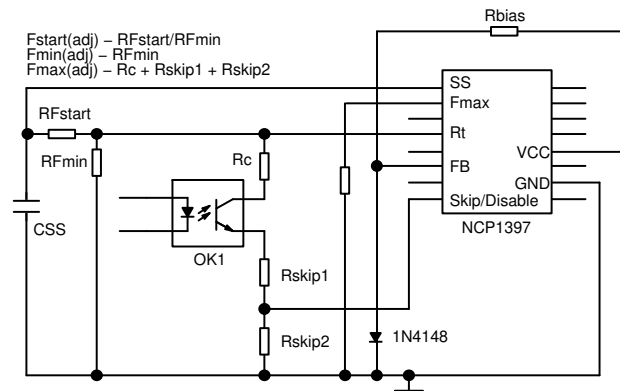 Rbias
Fstart(adj) – RFstart/RFmin
Fmin(adj) – RFmin
Fmax(adj) – Rc + Rskip1 + Rskip2
SS
Fmax
RFstart
Rt
RFmin
Rc
VCC
FB
GND
Skip/Disable
CSS
NCP1397
OK1
Rskip1
Rskip2
1N4148